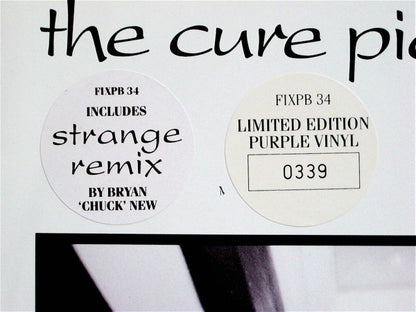 the cure pi
FIXPB 34
INCLUDES
strange
remix
BY BRYAN
'CHUCK' NEW
FIXPB 34
LIMITED EDITION
PURPLE VINYL
0339